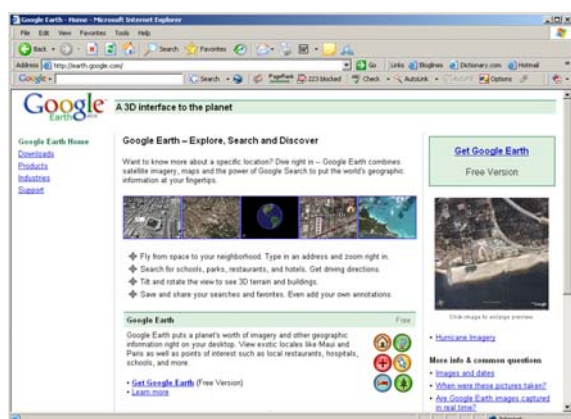 Google Earth - Home - Microsoft Internet Explorer
File Edit View Favorites Tools Help
Back Search Favorites
Address http://earth.google.com/ Go Links Bloglines Dictionary.com Hotmail
Google Search PageRank 223 blocked Check AutoLink Options
Google Earth A 3D interface to the planet
Google Earth Home
Downloads
Products
Industries
Support
Google Earth – Explore, Search and Discover
Want to know more about a specific location? Dive right in -- Google Earth combines
satellite imagery, maps and the power of Google Search to put the world's geographic
information at your fingertips.
Fly from space to your neighborhood. Type in an address and zoom right in.
Search for schools, parks, restaurants, and hotels. Get driving directions.
Tilt and rotate the view to see 3D terrain and buildings.
Save and share your searches and favorites. Even add your own annotations.
Google Earth Free
Google Earth puts a planet's worth of imagery and other geographic
information right on your desktop. View exotic locales like Maui and
Paris as well as points of interest such as local restaurants, hospitals,
schools, and more.
• Get Google Earth (Free Version)
• Learn more
Get Google Earth
Free Version
Click image to enlarge preview
• Hurricane Imagery
More info & common questions
• Images and dates
• When were these pictures taken?
• Are Google Earth images captured
in real time?